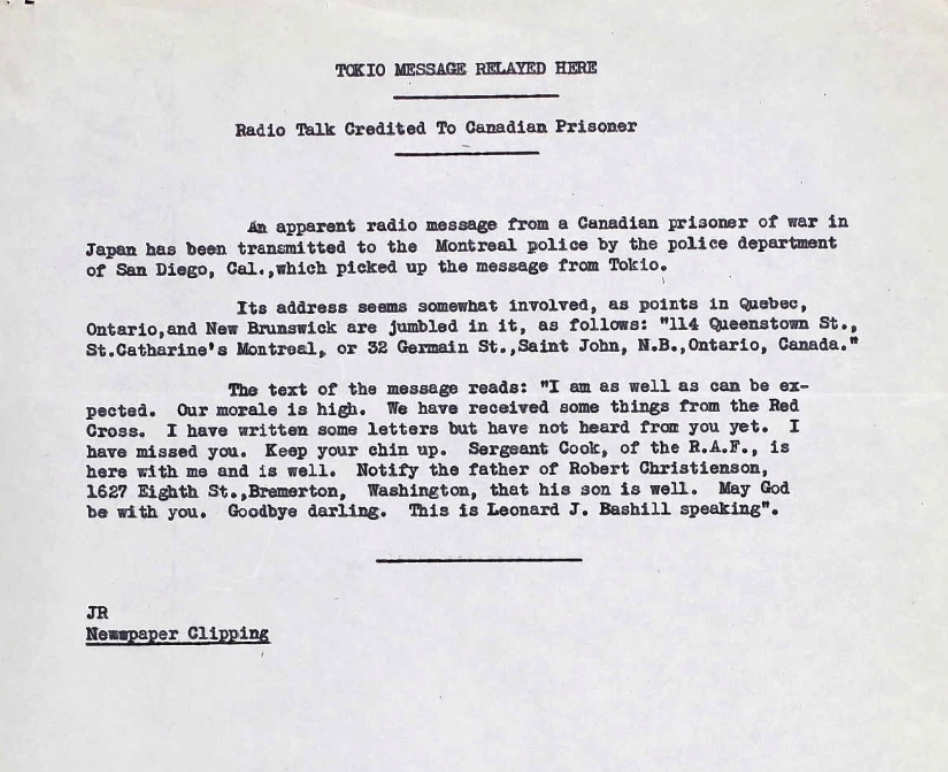 TOKIO MESSAGE RELAYED HERE
Radio Talk Credited To Canadian Prisoner
An apparent radio message from a Canadian prisoner of war in
Japan has been transmitted to the Montreal police by the police department
of San Diego, Cal.,which picked up the message from Tokio.
Its address seems somewhat involved, as points in Quebec,
Ontario,and New Brunswick are jumbled in it, as follows: "114 Queenstown St.,
St.Catharine's Montreal, or 32 Germain St.,Saint John, N.B.,Ontario, Canada."
The text of the message reads: "I am as well as can be ex-
pected. Our morale is high. We have received some things from the Red
Cross. I have written some letters but have not heard from you yet. I
have missed you. Keep your chin up. Sergeant Cook, of the R.A.F., is
here with me and is well. Notify the father of Robert Christienson,
1627 Eighth St.,Bremerton, Washington, that his son is well. May God
be with you. Goodbye darling. This is Leonard J. Bashill speaking".
JR
Newspaper Clipping